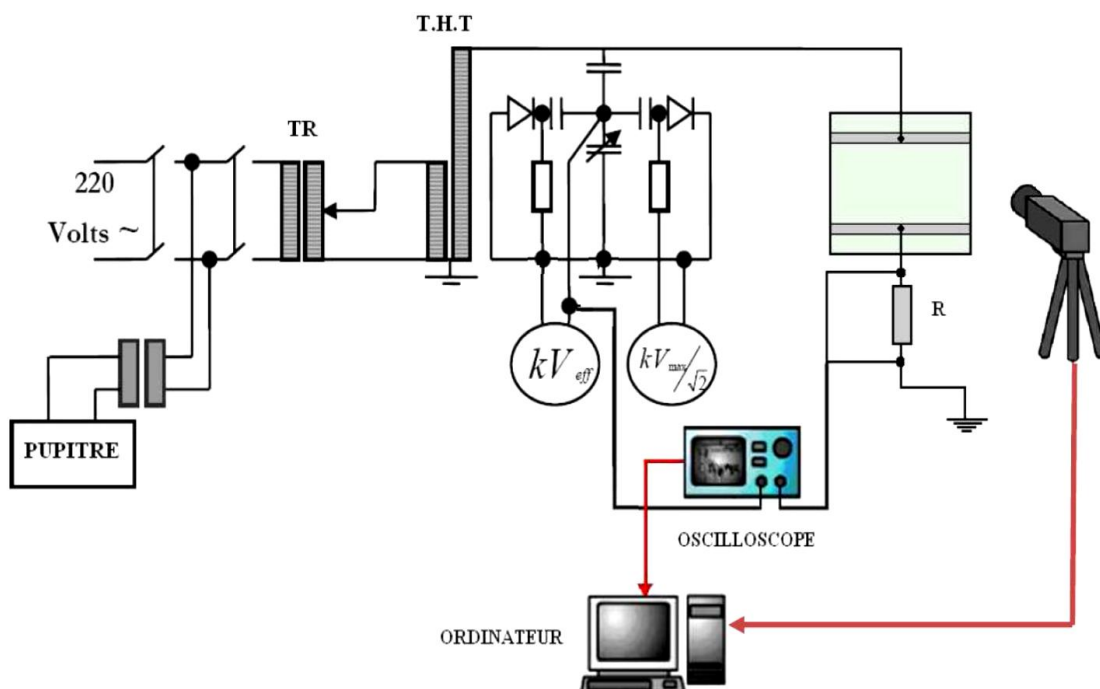 T.H.T
TR
220
Volts ~
R
kV eff
kV max/√2
PUPITRE
OSCILLOSCOPE
ORDINATEUR